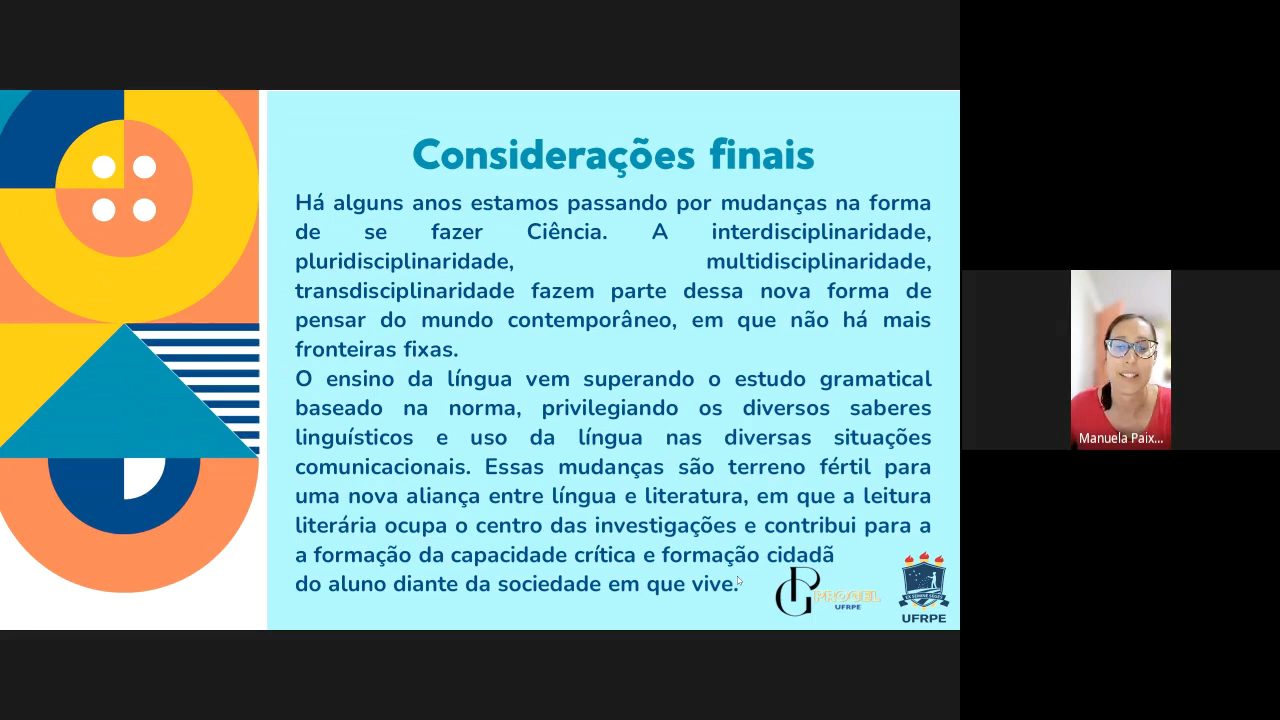 Considerações finais
Há alguns anos estamos passando por mudanças na forma
de se fazer Ciência. A interdisciplinaridade,
pluridisciplinaridade, multidisciplinaridade,
transdisciplinaridade fazem parte dessa nova forma de
pensar do mundo contemporâneo, em que não há mais
fronteiras fixas.
O ensino da língua vem superando o estudo gramatical
baseado na norma, privilegiando os diversos saberes
linguísticos e uso da língua nas diversas situações
comunicacionais. Essas mudanças são terreno fértil para
uma nova aliança entre língua e literatura, em que a leitura
literária ocupa o centro das investigações e contribui para a
a formação da capacidade crítica e formação cidadã
do aluno diante da sociedade em que vive.
PROGEL
UFRPE
UFRPE
Manuela Paix...